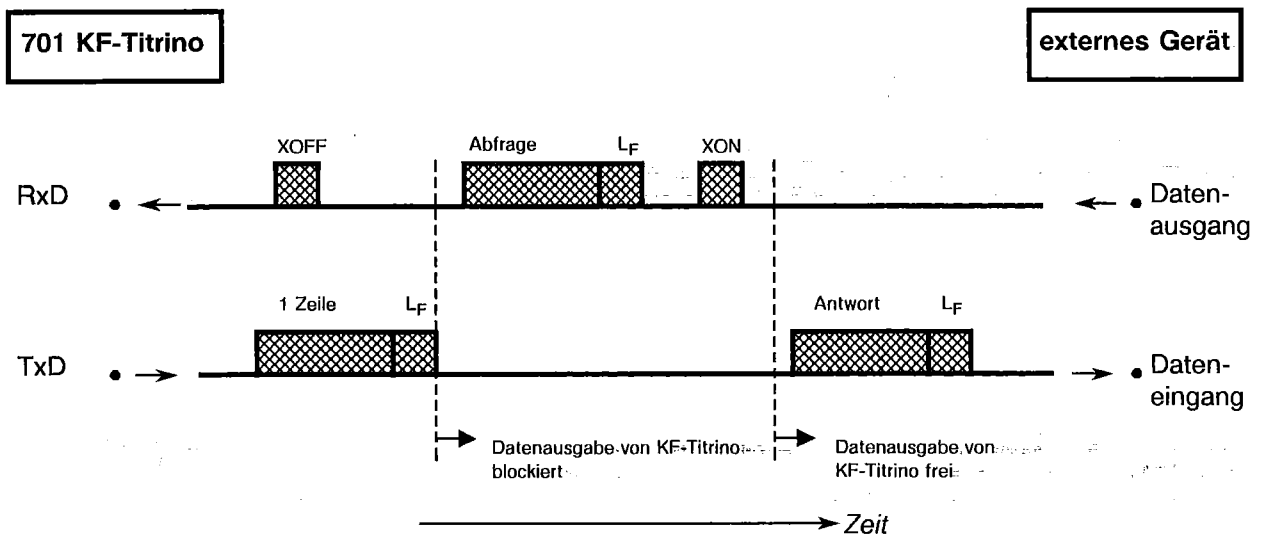 701 KF-Titrino
externes Gerät
XOFF
Abfrage
LF
XON
RxD
Daten-
ausgang
1 Zeile
LF
Antwort
LF
TxD
Daten-
eingang
Datenausgabe von KF-Titrino
blockiert
Datenausgabe von
KF-Titrino frei
Zeit